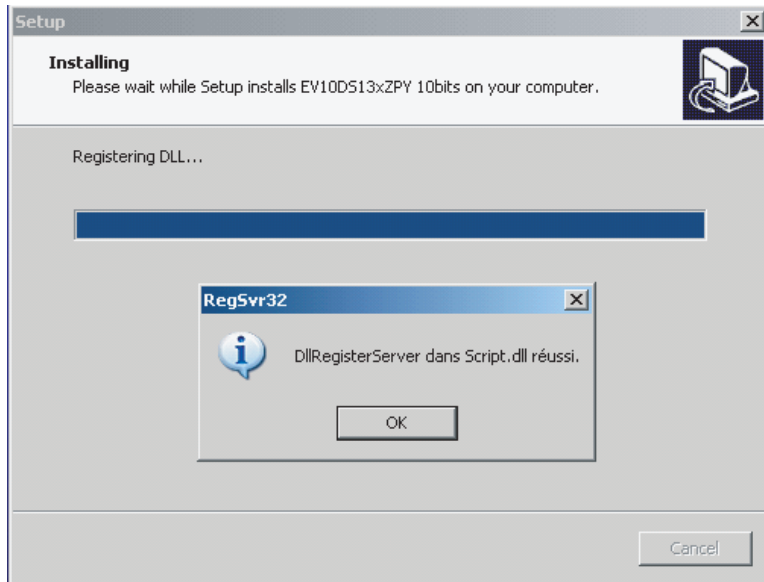 Setup
Installing
Please wait while Setup installs EV10DS13xZPY 10bits on your computer.
Registering DLL...
RegSvr32
DllRegisterServer dans Script.dll réussi.
OK
Cancel